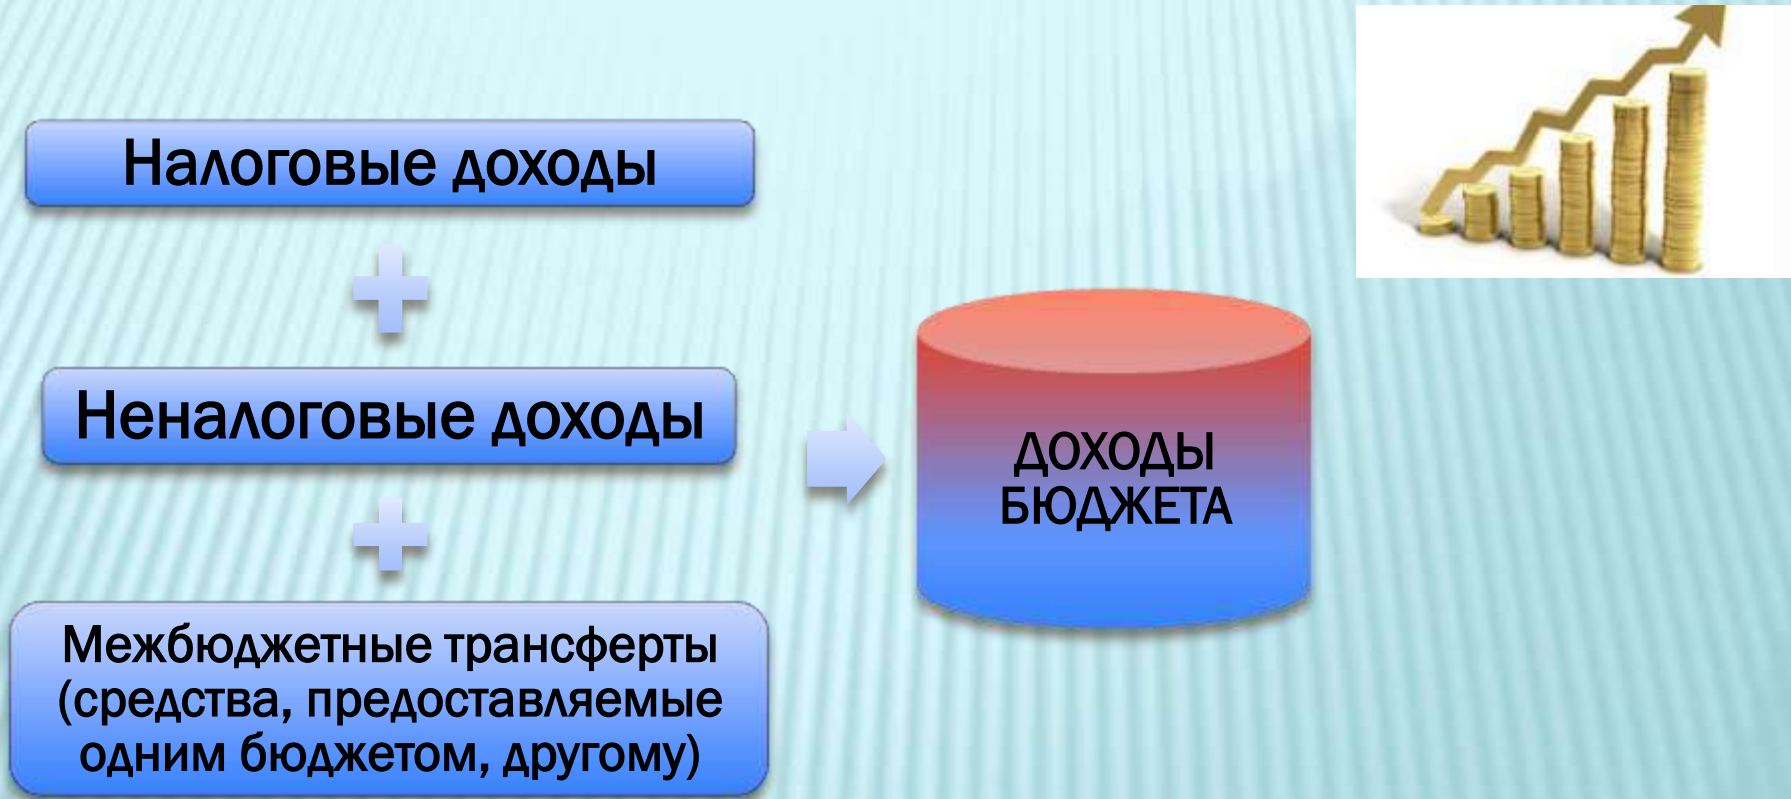 Налоговые доходы
Неналоговые доходы
Межбюджетные трансферты
(средства, предоставляемые
одним бюджетом, другому)
ДОХОДЫ
БЮДЖЕТА